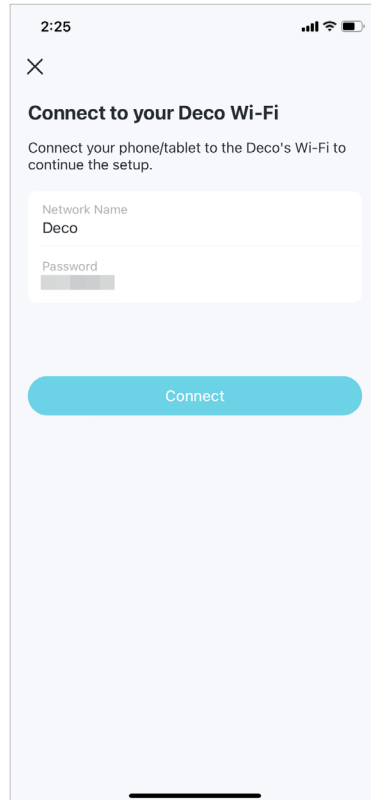 2:25
Connect to your Deco Wi-Fi
Connect your phone/tablet to the Deco's Wi-Fi to
continue the setup.
Network Name
Deco
Password
Connect